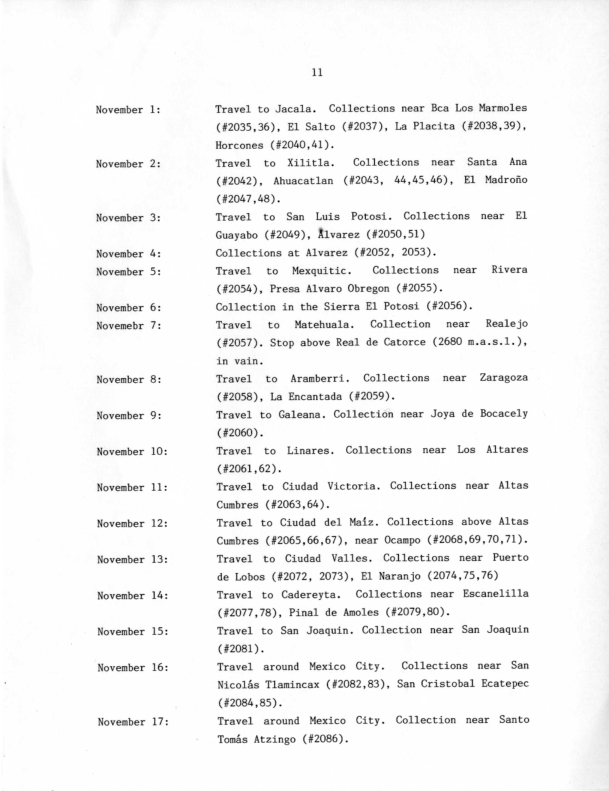 11
November 1: Travel to Jacala. Collections near Bca Los Marmoles
(#2035,36), El Salto (#2037), La Placita (#2038,39),
Horcones (#2040,41).
November 2: Travel to Xilitla. Collections near Santa Ana
(#2042), Ahuacatlan (#2043, 44,45,46), El Madroño
(#2047,48).
November 3: Travel to San Luis Potosi. Collections near El
Guayabo (#2049), Alvarez (#2050,51)
November 4: Collections at Alvarez (#2052, 2053).
November 5: Travel to Mexquitic. Collections near Rivera
(#2054), Presa Alvaro Obregon (#2055).
November 6: Collection in the Sierra El Potosi (#2056).
Novemebr 7: Travel to Matehuala. Collection near Realejo
(#2057). Stop above Real de Catorce (2680 m.a.s.l.),
in vain.
November 8: Travel to Aramberri. Collections near Zaragoza
(#2058), La Encantada (#2059).
November 9: Travel to Galeana. Collection near Joya de Bocacely
(#2060).
November 10: Travel to Linares. Collections near Los Altares
(#2061,62).
November 11: Travel to Ciudad Victoria. Collections near Altas
Cumbres (#2063,64).
November 12: Travel to Ciudad del Maíz. Collections above Altas
Cumbres (#2065,66,67), near Ocampo (#2068,69,70,71).
November 13: Travel to Ciudad Valles. Collections near Puerto
de Lobos (#2072, 2073), El Naranjo (2074,75,76)
November 14: Travel to Cadereyta. Collections near Escanelilla
(#2077,78), Pinal de Amoles (#2079,80).
November 15: Travel to San Joaquin. Collection near San Joaquin
(#2081).
November 16: Travel around Mexico City. Collections near San
Nicolás Tlamincax (#2082,83), San Cristobal Ecatepec
(#2084,85).
November 17: Travel around Mexico City. Collection near Santo
Tomás Atzingo (#2086).